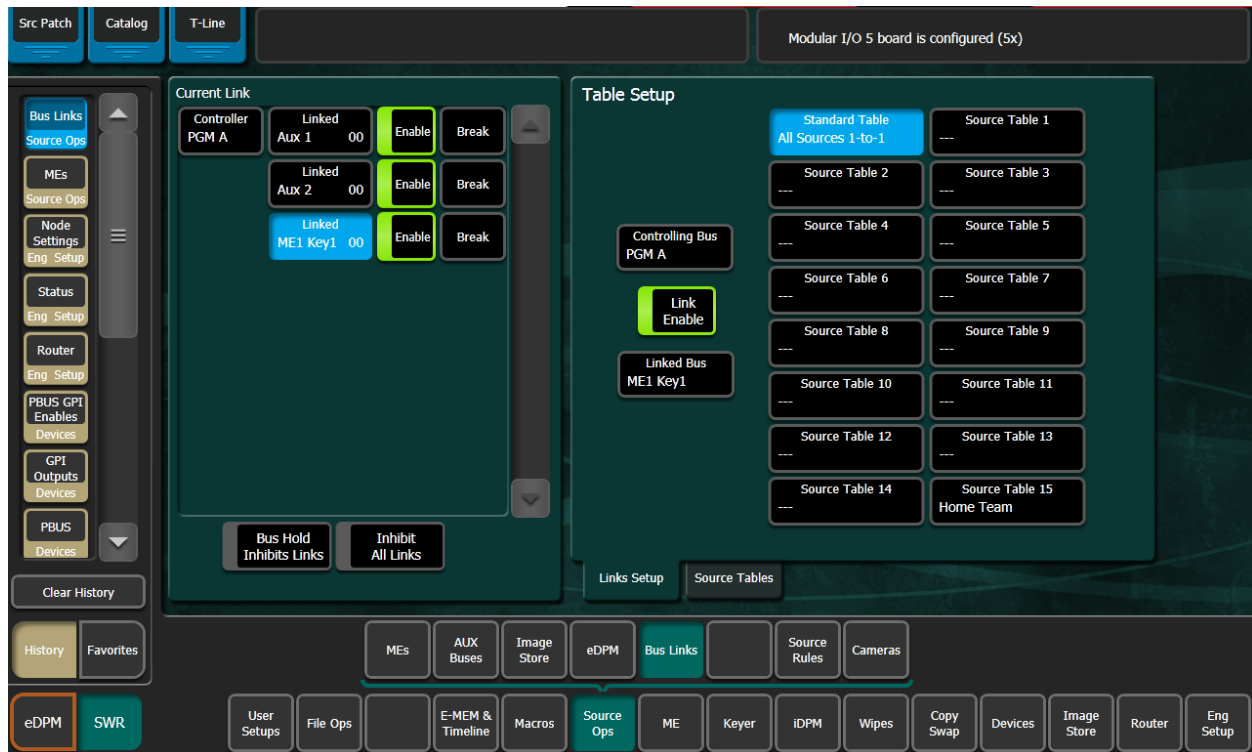 Src Patch
Catalog
T-Line
Modular I/O 5 board is configured (5x)
Bus Links
Source Ops
MEs
Source Ops
Node
Settings
Eng Setup
Status
Eng Setup
Router
Eng Setup
PBUS GPI
Enables
Devices
GPI
Outputs
Devices
PBUS
Devices
Clear History
History
Favorites
Current Link
Controller
PGM A
Linked
Aux 1 00
Enable
Break
Linked
Aux 2 00
Enable
Break
Linked
ME1 Key1 00
Enable
Break
Bus Hold
Inhibits Links
Inhibit
All Links
Table Setup
Controlling Bus
PGM A
Link
Enable
Linked Bus
ME1 Key1
Standard Table
All Sources 1-to-1
Source Table 1
---
Source Table 2
---
Source Table 3
---
Source Table 4
---
Source Table 5
---
Source Table 6
---
Source Table 7
---
Source Table 8
---
Source Table 9
---
Source Table 10
---
Source Table 11
---
Source Table 12
---
Source Table 13
---
Source Table 14
---
Source Table 15
Home Team
Links Setup
Source Tables
MEs
AUX
Buses
Image
Store
eDPM
Bus Links
Source
Rules
Cameras
eDPM
SWR
User
Setups
File Ops
E-MEM &
Timeline
Macros
Source
Ops
ME
Keyer
iDPM
Wipes
Copy
Swap
Devices
Image
Store
Router
Eng
Setup